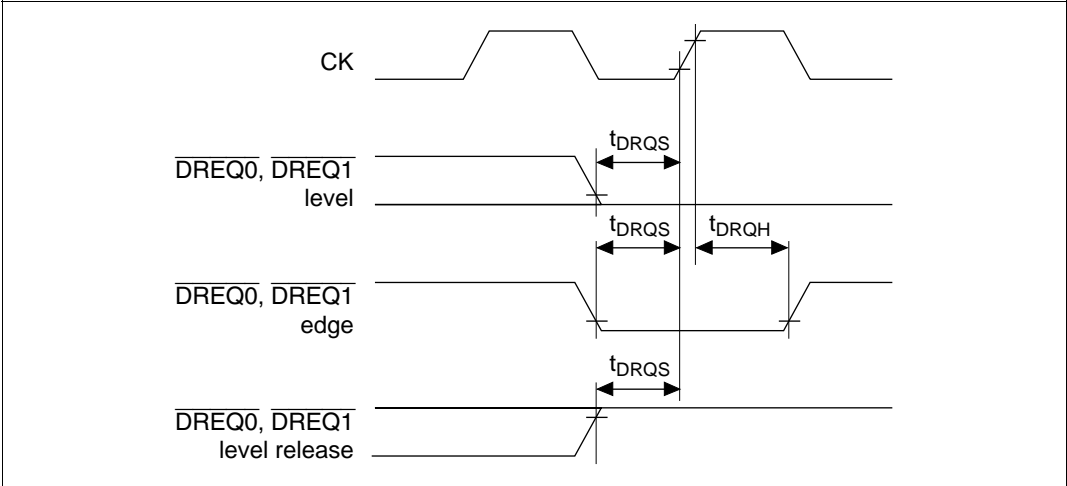 CK
tDRQS
DREQ0, DREQ1
level
tDRQS tDRQH
DREQ0, DREQ1
edge
tDRQS
DREQ0, DREQ1
level release